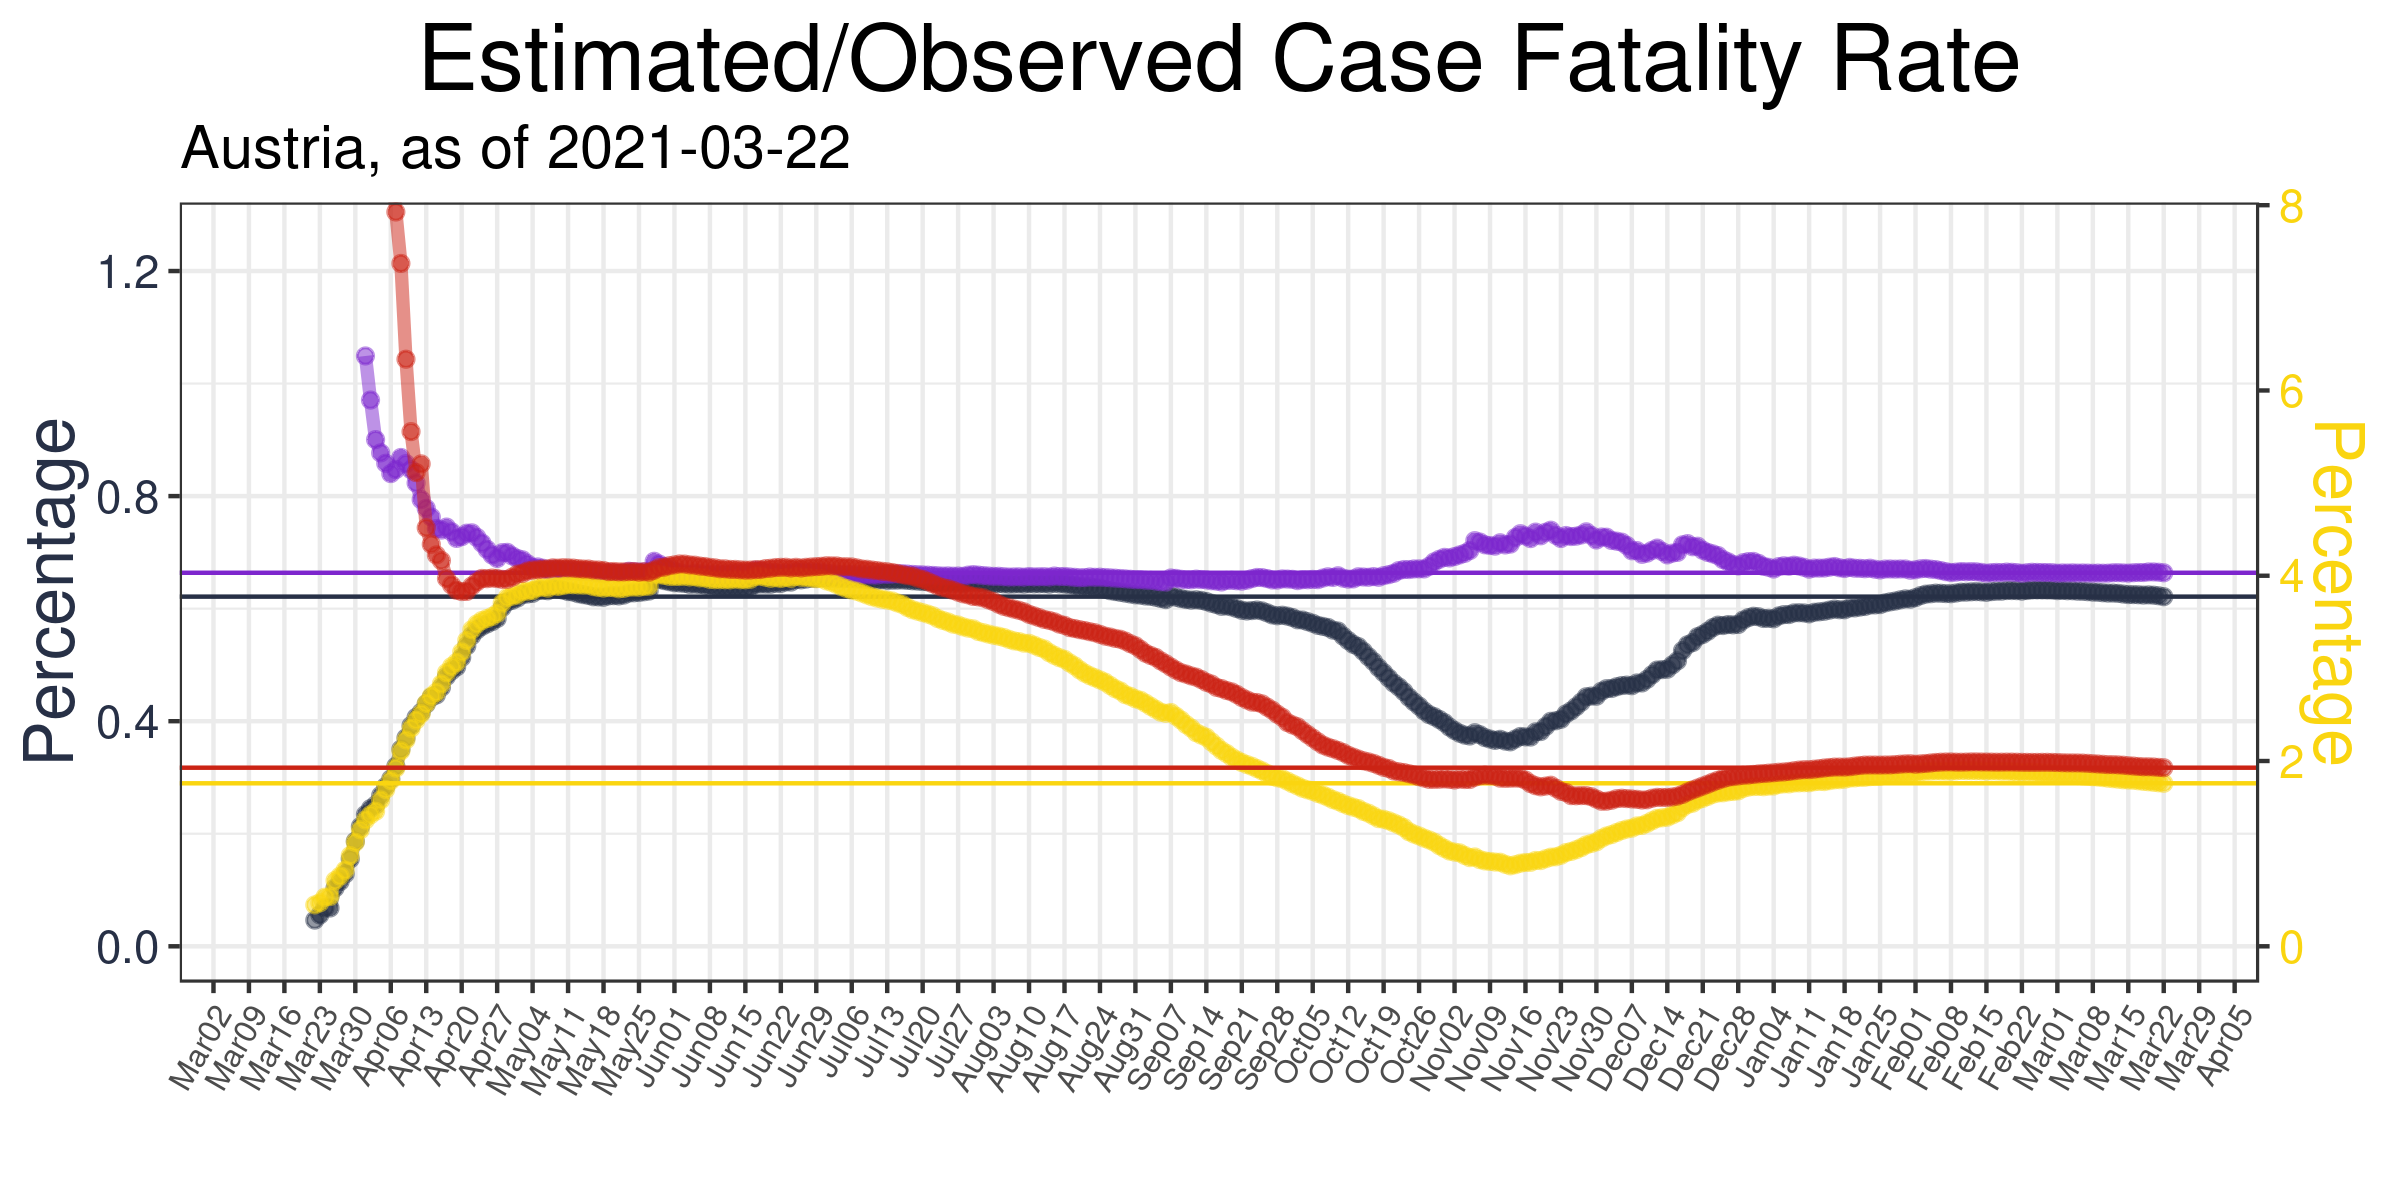 Estimated/Observed Case Fatality Rate
Austria, as of 2021-03-22
Percentage
1.2
0.8
0.4
0.0
8
6
4
2
0
Percentage
Mar02
Mar09
Mar16
Mar23
Mar30
Apr06
Apr13
Apr20
Apr27
May04
May11
May18
May25
Jun01
Jun08
Jun15
Jun22
Jun29
Jul06
Jul13
Jul20
Jul27
Aug03
Aug10
Aug17
Aug24
Aug31
Sep07
Sep14
Sep21
Sep28
Oct05
Oct12
Oct19
Oct26
Nov02
Nov09
Nov16
Nov23
Nov30
Dec07
Dec14
Dec21
Dec28
Jan04
Jan11
Jan18
Jan25
Feb01
Feb08
Feb15
Feb22
Mar01
Mar08
Mar15
Mar22
Mar29
Apr05